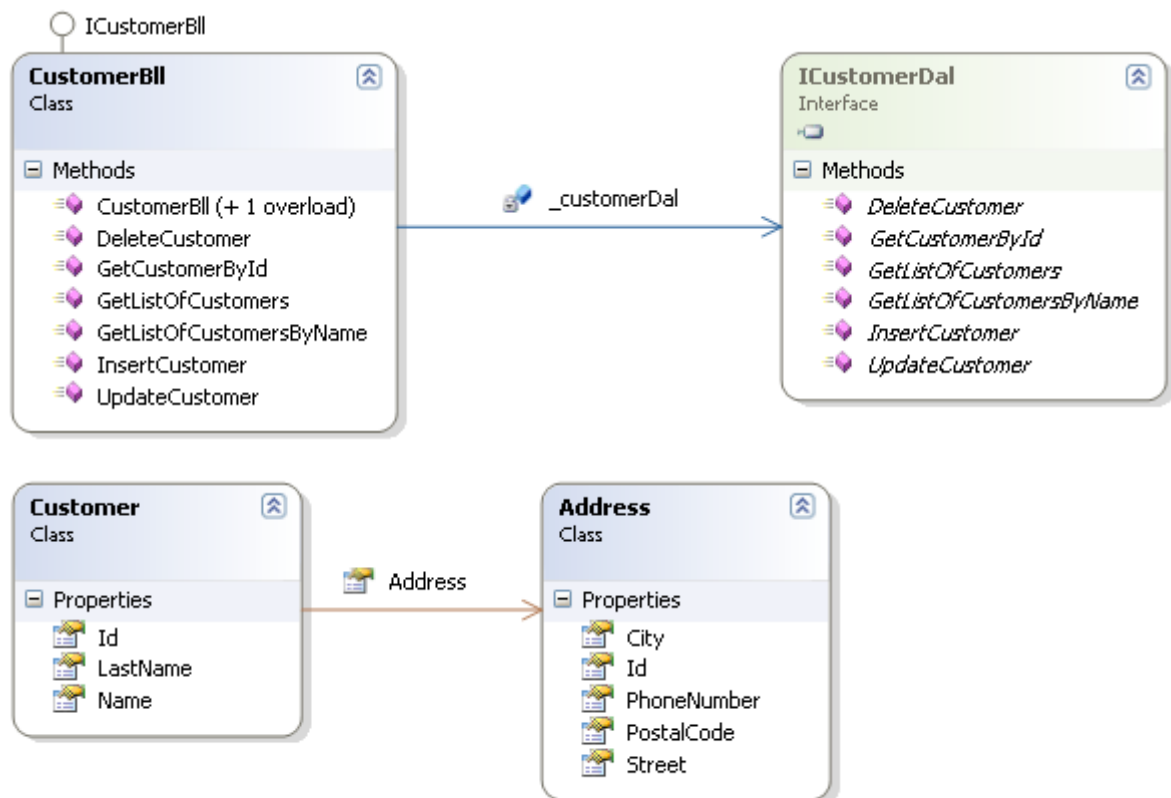 ICustomerBll
CustomerBll
Class
Methods
CustomerBll (+ 1 overload)
DeleteCustomer
GetCustomerById
GetListOfCustomers
GetListOfCustomersByName
InsertCustomer
UpdateCustomer
_customerDal
ICustomerDal
Interface
Methods
DeleteCustomer
GetCustomerById
GetListOfCustomers
GetListOfCustomersByName
InsertCustomer
UpdateCustomer
Customer
Class
Properties
Id
LastName
Name
Address
Address
Class
Properties
City
Id
PhoneNumber
PostalCode
Street